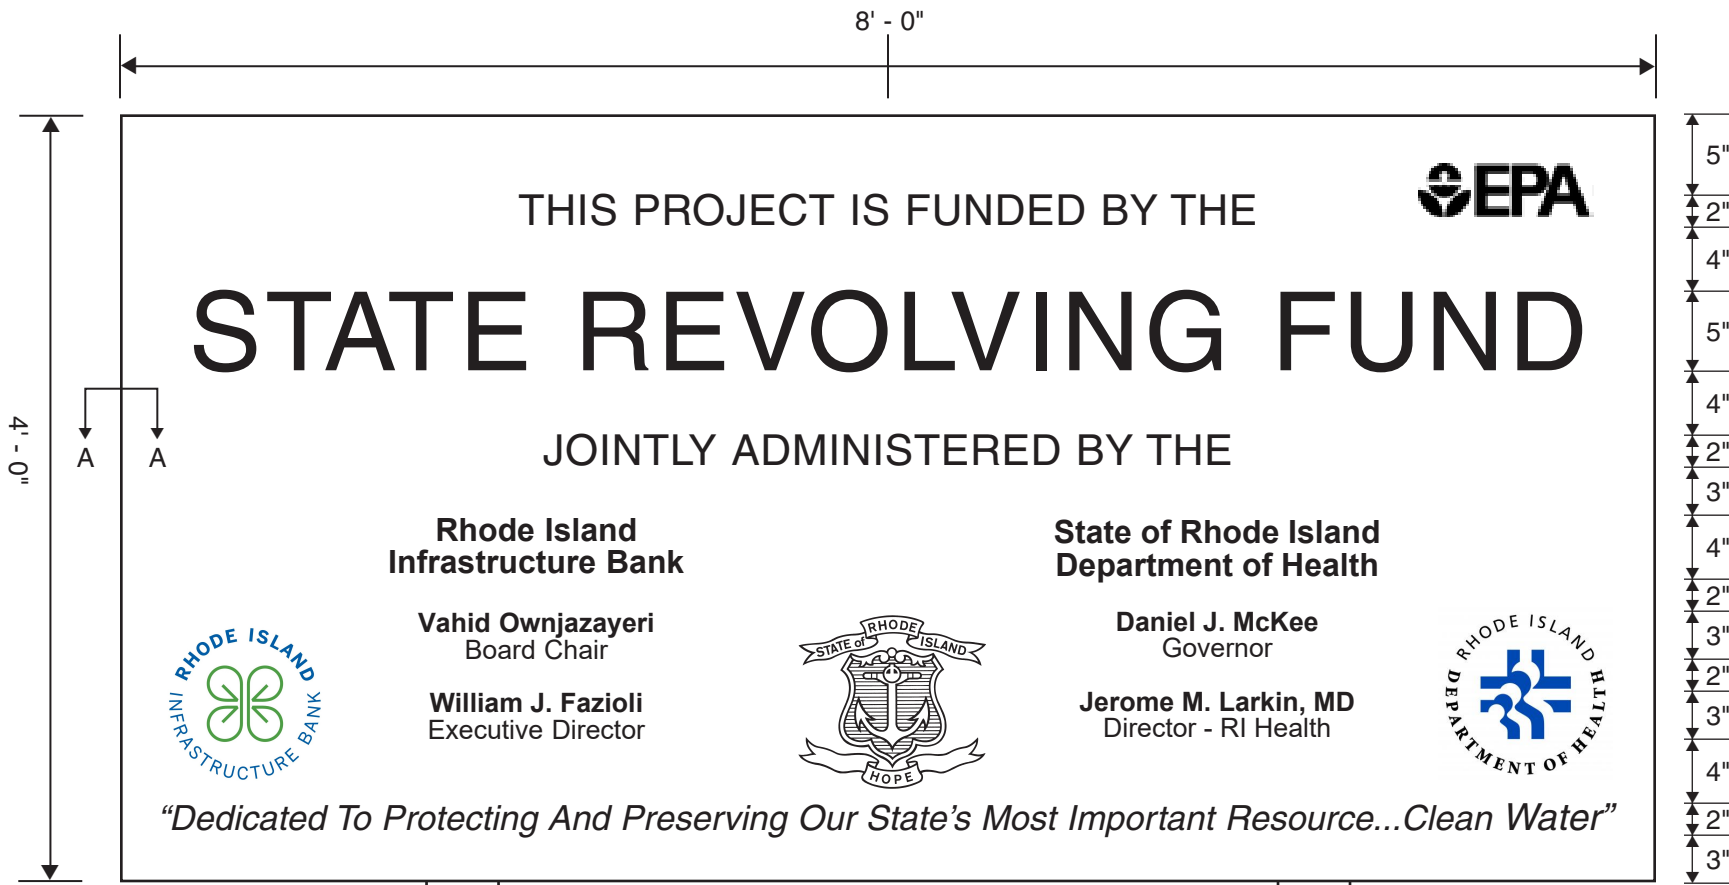 8' - 0"
4' - 0"
A A
THIS PROJECT IS FUNDED BY THE
EPA
STATE REVOLVING FUND
JOINTLY ADMINISTERED BY THE
Rhode Island
Infrastructure Bank
Vahid Ownjazayeri
Board Chair
William J. Fazioli
Executive Director
State of Rhode Island
Department of Health
Daniel J. McKee
Governor
Jerome M. Larkin, MD
Director - RI Health
RHODE ISLAND
INFRASTRUCTURE BANK
STATE of RHODE ISLAND
HOPE
RHODE ISLAND
DEPARTMENT OF HEALTH
“Dedicated To Protecting And Preserving Our State’s Most Important Resource...Clean Water”
5"
2"
4"
5"
4"
2"
3"
4"
2"
3"
2"
3"
4"
2"
3"